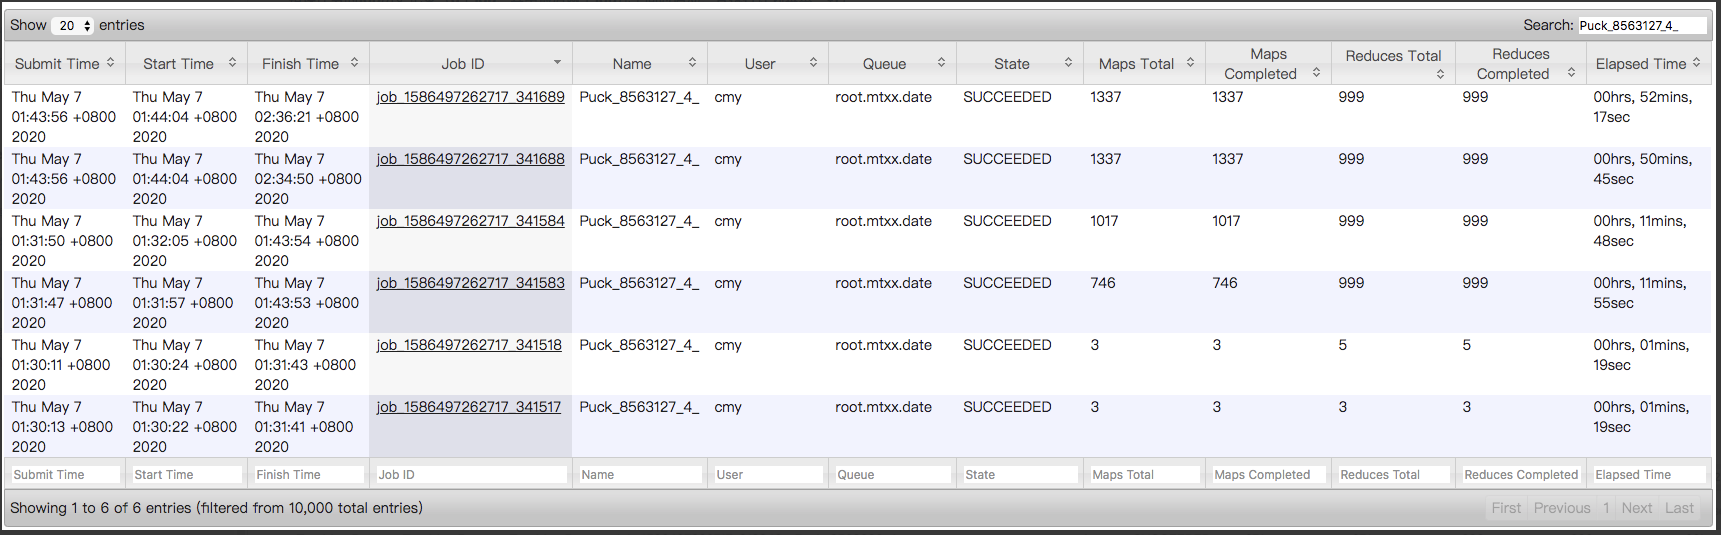 Show 20 entries Search: Puck_8563127_4_
Submit Time Start Time Finish Time Job ID Name User Queue State Maps Total Maps Completed Reduces Total Reduces Completed Elapsed Time
Thu May 7 01:43:56 +0800 2020 Thu May 7 01:44:04 +0800 2020 Thu May 7 02:36:21 +0800 2020 job_1586497262717_341689 Puck_8563127_4_ cmy root.mtxx.date SUCCEEDED 1337 1337 999 999 00hrs, 52mins, 17sec
Thu May 7 01:43:56 +0800 2020 Thu May 7 01:44:04 +0800 2020 Thu May 7 02:34:50 +0800 2020 job_1586497262717_341688 Puck_8563127_4_ cmy root.mtxx.date SUCCEEDED 1337 1337 999 999 00hrs, 50mins, 45sec
Thu May 7 01:31:50 +0800 2020 Thu May 7 01:32:05 +0800 2020 Thu May 7 01:43:54 +0800 2020 job_1586497262717_341584 Puck_8563127_4_ cmy root.mtxx.date SUCCEEDED 1017 1017 999 999 00hrs, 11mins, 48sec
Thu May 7 01:31:47 +0800 2020 Thu May 7 01:31:57 +0800 2020 Thu May 7 01:43:53 +0800 2020 job_1586497262717_341583 Puck_8563127_4_ cmy root.mtxx.date SUCCEEDED 746 746 999 999 00hrs, 11mins, 55sec
Thu May 7 01:30:11 +0800 2020 Thu May 7 01:30:24 +0800 2020 Thu May 7 01:31:43 +0800 2020 job_1586497262717_341518 Puck_8563127_4_ cmy root.mtxx.date SUCCEEDED 3 3 5 5 00hrs, 01mins, 19sec
Thu May 7 01:30:13 +0800 2020 Thu May 7 01:30:22 +0800 2020 Thu May 7 01:31:41 +0800 2020 job_1586497262717_341517 Puck_8563127_4_ cmy root.mtxx.date SUCCEEDED 3 3 3 3 00hrs, 01mins, 19sec
Submit Time Start Time Finish Time Job ID Name User Queue State Maps Total Maps Completed Reduces Total Reduces Completed Elapsed Time
Showing 1 to 6 of 6 entries (filtered from 10,000 total entries) First Previous 1 Next Last